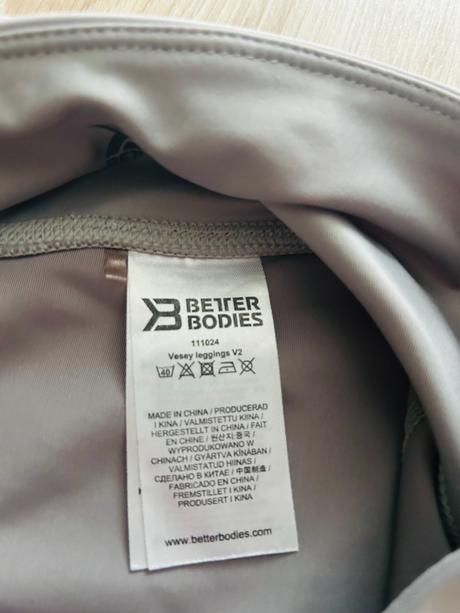 BETTER
BODIES
111024
Vesey leggings V2
40
MADE IN CHINA / PRODUCERAD
I KINA / VALMISTETTU KIINA /
HERGESTELLT IN CHINA / FAIT
EN CHINE / 원산지:중국 /
WYPRODUKOWANO W
CHINACH / GYÁRTVA KÍNÁBAN /
VALMISTATUD HIINAS /
СДЕЛАНО В КИТАЕ / 中国制造 /
FABRICADO EN CHINA /
FREMSTILLET I KINA /
PRODUSERT I KINA
www.betterbodies.com